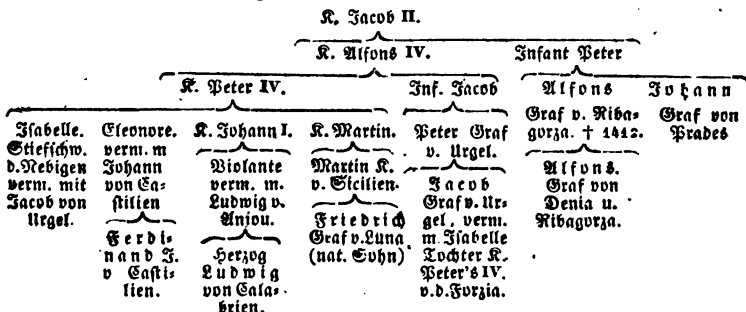 K. Jacob II.
K. Alfons IV. Infant Peter
K. Peter IV. Inf. Jacob Alfons Johann
Graf v. Riba- Graf von
gorza. † 1412. Prades
Isabelle. Eleonore. K. Johann I. K. Martin. Peter Graf
Stiefschw. verm. m v. Urgel.
d. Nebigen Johann Violante Martin K. Alfons.
verm. mit von Ca- verm. m. v. Sicilien. Jacob Graf von
Jacob von stilien Ludwig v. Graf v. Ur- Denia u.
Urgel. Anjou. Friedrich gel, verm. Ribagorza.
Ferdi- Graf v. Luna m. Isabelle
nand I. Herzog (nat. Sohn) Tochter K.
v Casti- Ludwig Peter's IV.
lien. von Cala- v. d. Forzia.
brien.